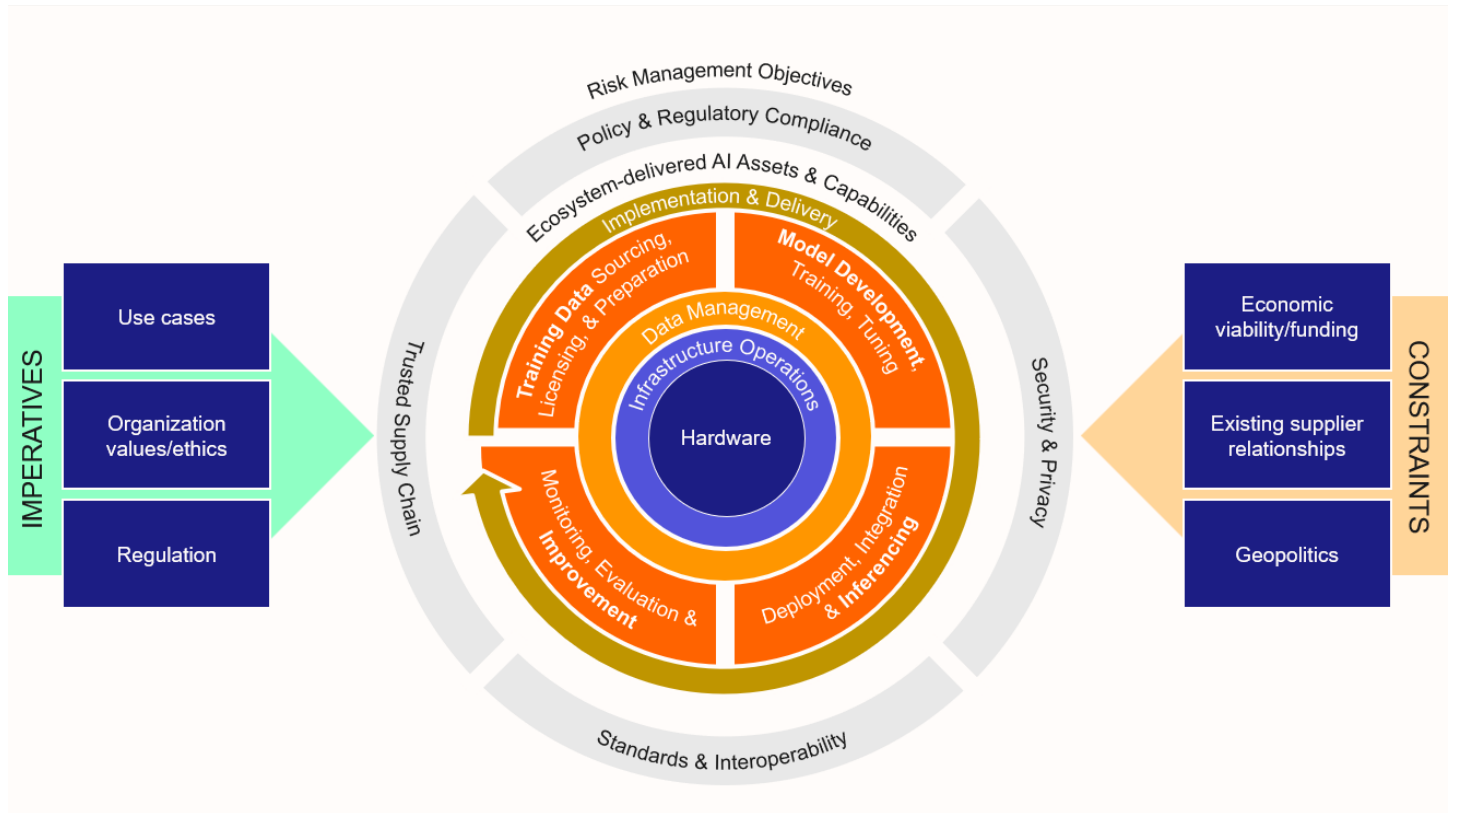 Risk Management Objectives
Policy & Regulatory Compliance
Ecosystem-delivered AI Assets & Capabilities
Implementation & Delivery
Training Data Sourcing,
Licensing, & Preparation
Model Development,
Training, Tuning
Data Management
Infrastructure Operations
Hardware
Monitoring, Evaluation &
Improvement
Deployment, Integration
& Inferencing
Trusted Supply Chain
Security & Privacy
Standards & Interoperability
IMPERATIVES
Use cases
Organization
values/ethics
Regulation
Economic
viability/funding
Existing supplier
relationships
Geopolitics
CONSTRAINTS